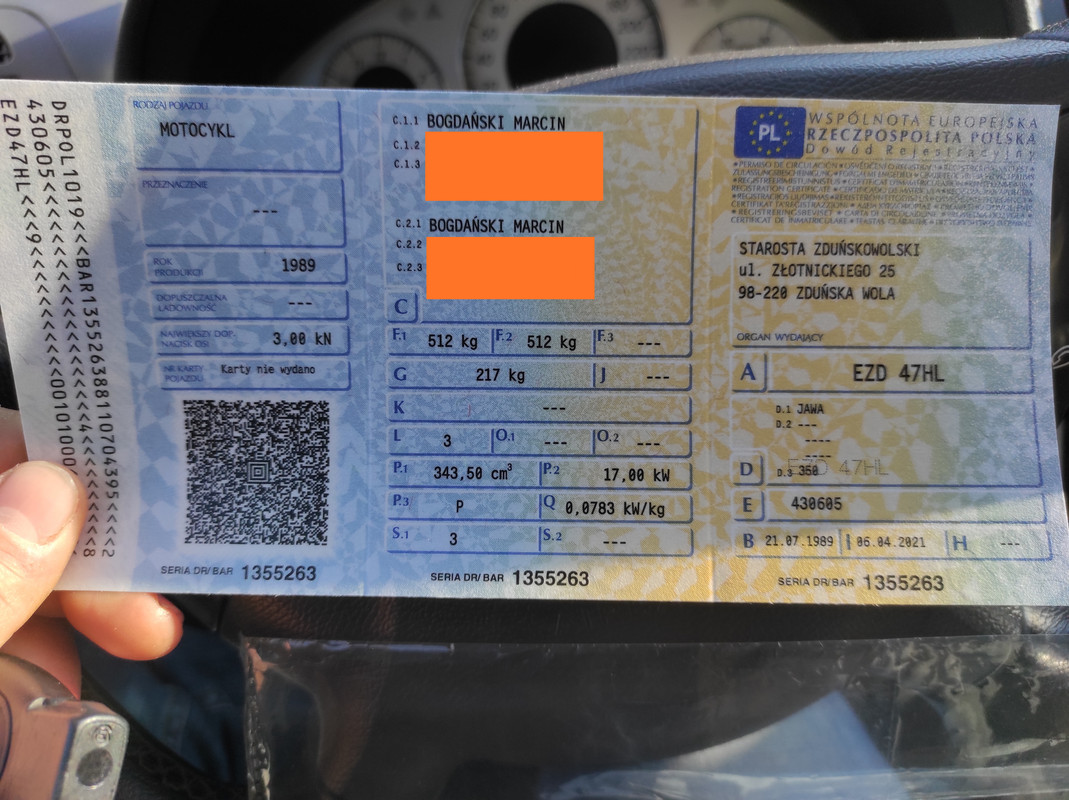 DRPOL1019<<BAR135526388110704395<<<2
430605<<<<<<<<<<<<<<<<<<<<
EZD47HL<<<9<<<<<<<<<<4<<<<<8
RODZAJ POJAZDU
MOTOCYKL
PRZEZNACZENIE
---
ROK PRODUKCJI 1989
DOPUSZCZALNA ŁADOWNOŚĆ ---
NAJWIĘKSZY DOP. NACISK OSI 3,00 kN
NR KARTY POJAZDU Karty nie wydano
SERIA DR/BAR 1355263
C.1.1 BOGDAŃSKI MARCIN
C.1.2
C.1.3
C.2.1 BOGDAŃSKI MARCIN
C.2.2
C.2.3
C
F.1 512 kg F.2 512 kg F.3 ---
G 217 kg J ---
K ---
L 3 O.1 --- O.2 ---
P.1 343,50 cm³ P.2 17,00 kW
P.3 P Q 0,0783 kW/kg
S.1 3 S.2 ---
SERIA DR/BAR 1355263
PL
WSPÓLNOTA EUROPEJSKA
RZECZPOSPOLITA POLSKA
Dowód Rejestracyjny
STAROSTA ZDUŃSKOWOLSKI
ul. ZŁOTNICKIEGO 25
98-220 ZDUŃSKA WOLA
ORGAN WYDAJĄCY
A EZD 47HL
D.1 JAWA
D.2 ---
----
----
D D.3 350
EZD 47HL
E 430605
B 21.07.1989 I 06.04.2021 H ---
SERIA DR/BAR 1355263